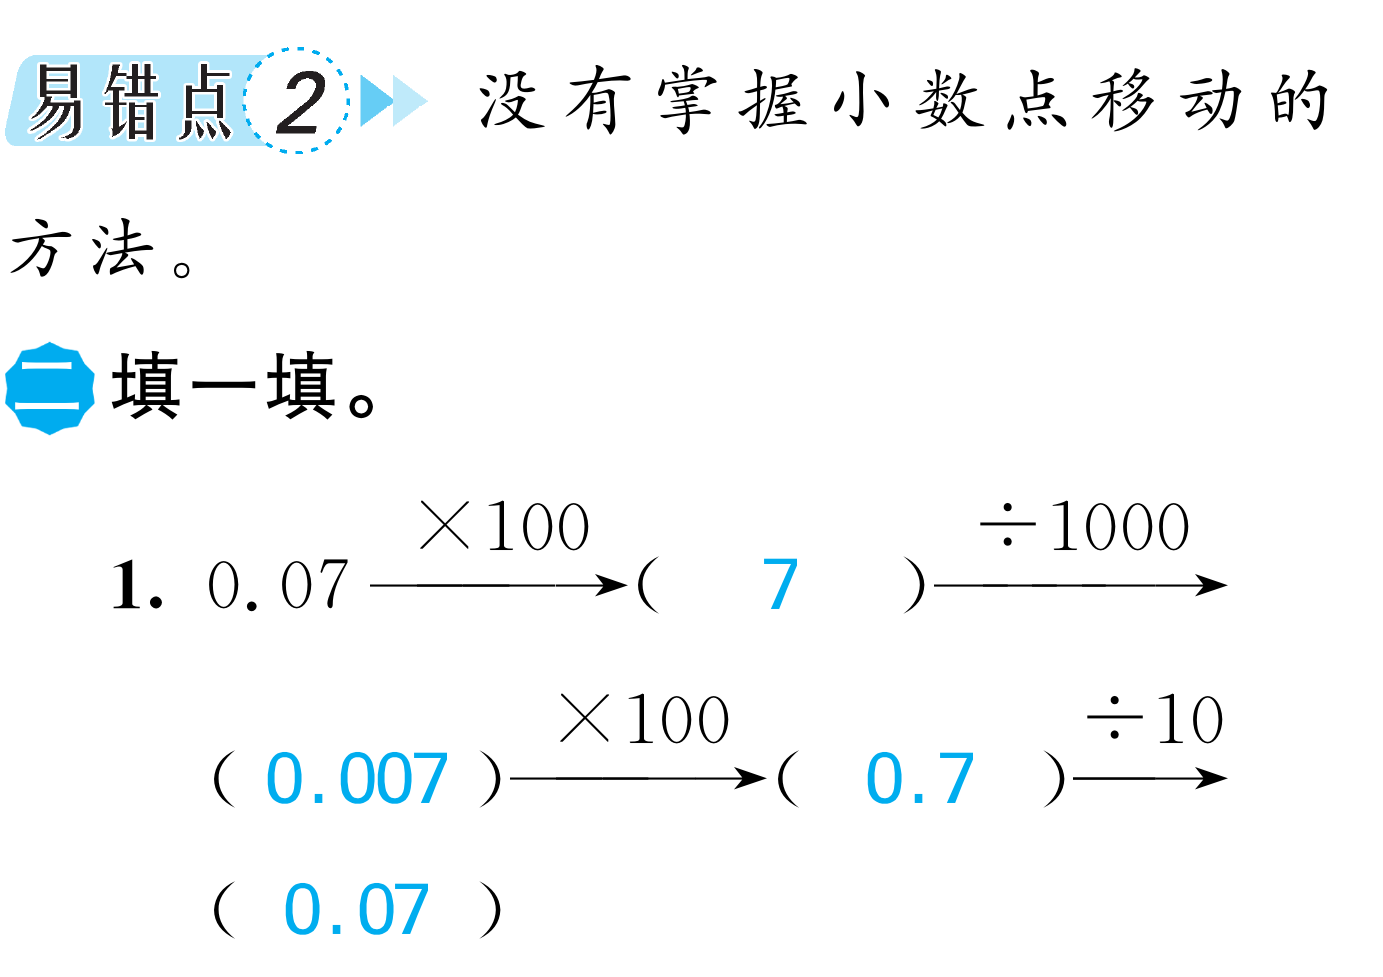 易错点2 没有掌握小数点移动的
方法。
二 填一填。
×100 ÷1000
1. 0.07 ( 7 )
×100 ÷10
( 0.007 ) ( 0.7 )
( 0.07 )